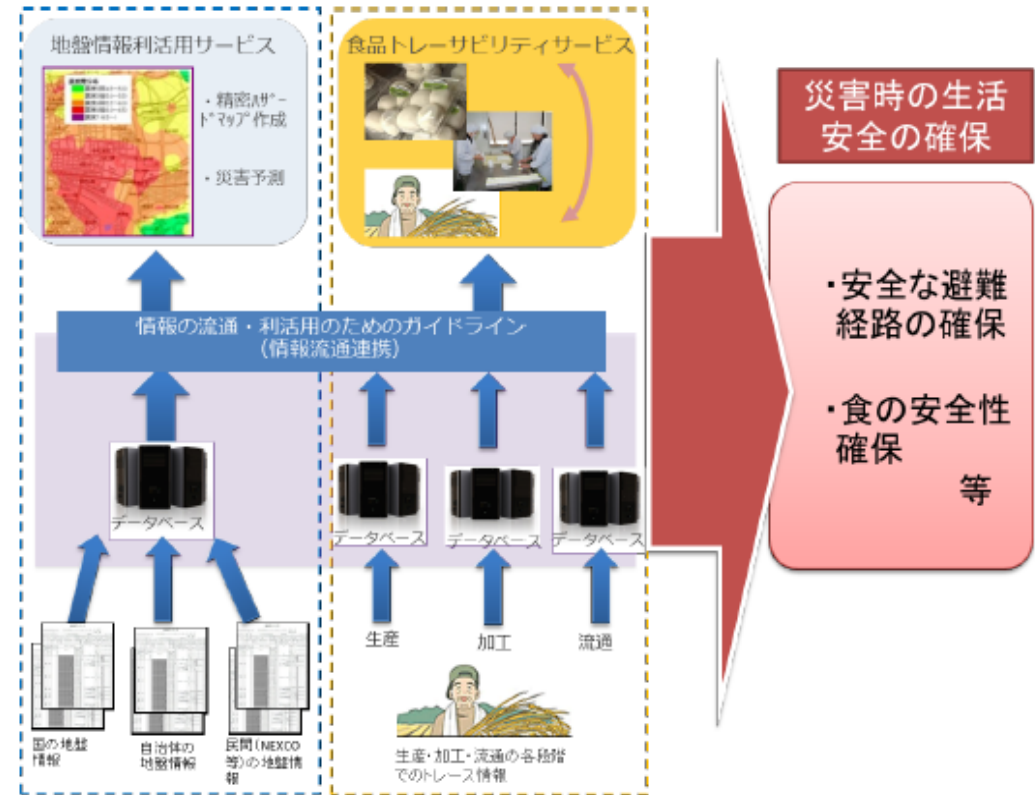 地盤情報利活用サービス
・精密ハザー
ドマップ作成
・災害予測
食品トレーサビリティサービス
情報の流通・利活用のためのガイドライン
(情報流通連携)
データベース
データベース
データベース
データベース
生産
加工
流通
国の地盤
情報
自治体の
地盤情報
民間(NEXCO
等)の地盤情
報
生産・加工・流通の各段階
でのトレース情報
災害時の生活
安全の確保
・安全な避難
経路の確保
・食の安全性
確保
等